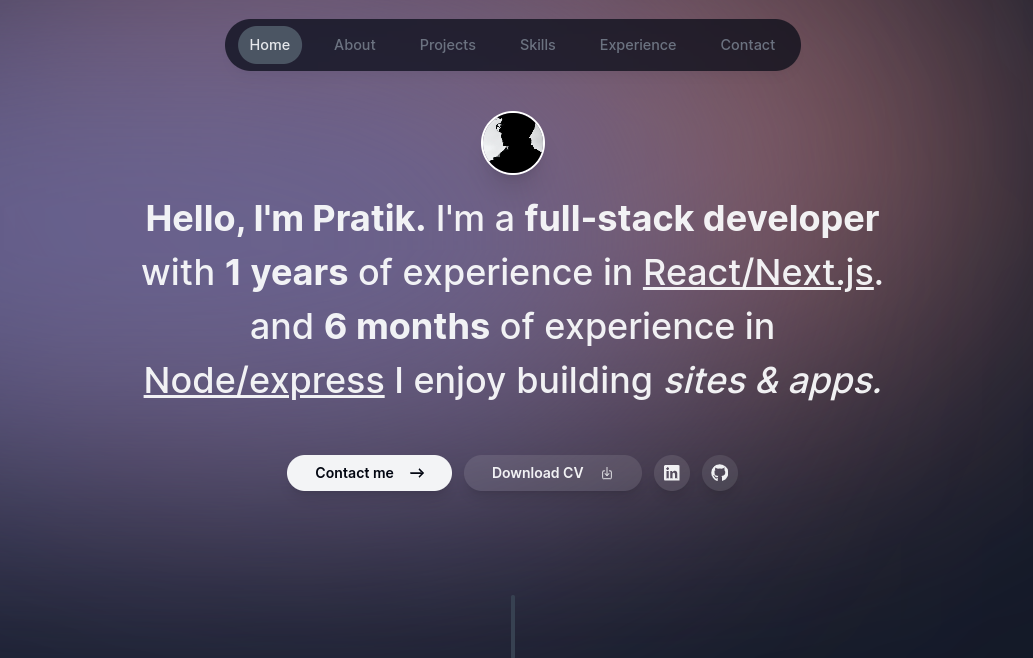 Home About Projects Skills Experience Contact
Hello, I'm Pratik. I'm a full-stack developer
with 1 years of experience in React/Next.js.
and 6 months of experience in
Node/express I enjoy building sites & apps.
Contact me Download CV